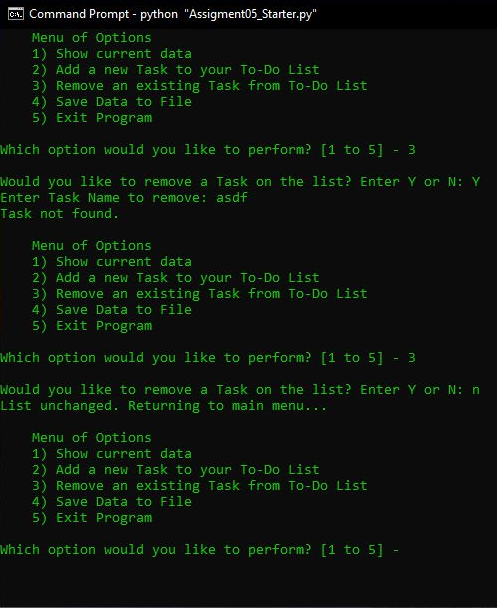 Command Prompt - python "Assigment05_Starter.py"
Menu of Options
1) Show current data
2) Add a new Task to your To-Do List
3) Remove an existing Task from To-Do List
4) Save Data to File
5) Exit Program
Which option would you like to perform? [1 to 5] - 3
Would you like to remove a Task on the list? Enter Y or N: Y
Enter Task Name to remove: asdf
Task not found.
Menu of Options
1) Show current data
2) Add a new Task to your To-Do List
3) Remove an existing Task from To-Do List
4) Save Data to File
5) Exit Program
Which option would you like to perform? [1 to 5] - 3
Would you like to remove a Task on the list? Enter Y or N: n
List unchanged. Returning to main menu...
Menu of Options
1) Show current data
2) Add a new Task to your To-Do List
3) Remove an existing Task from To-Do List
4) Save Data to File
5) Exit Program
Which option would you like to perform? [1 to 5] -